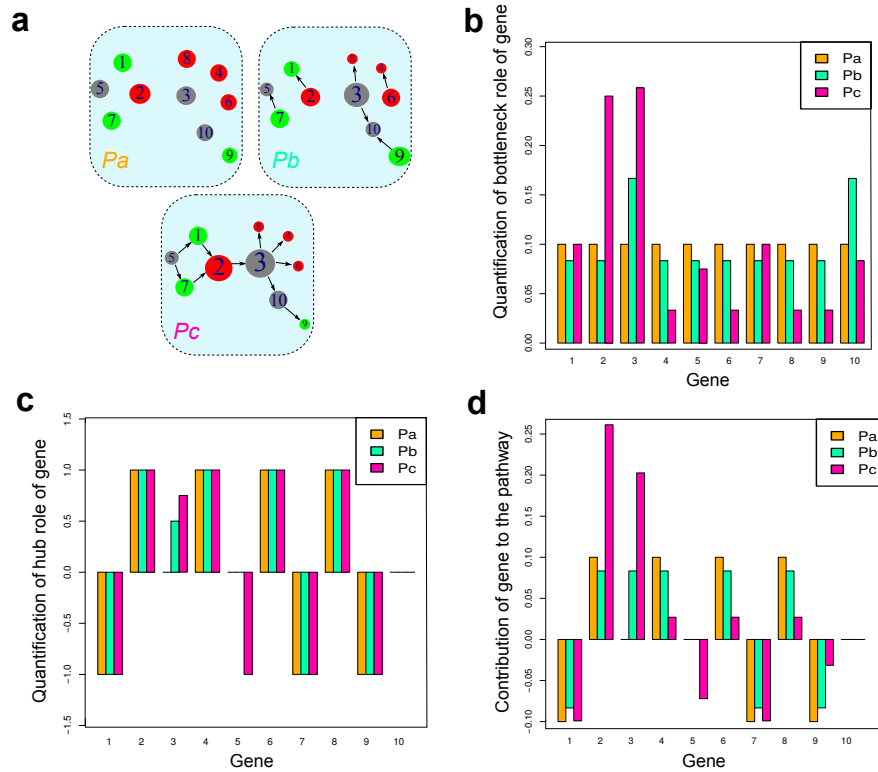 a
1
5
2
7
8
4
3
6
10
9
Pa
1
5
2
7
8
4
3
6
10
9
Pb
1
5
2
7
8
4
3
6
10
9
Pc
b
Quantification of bottleneck role of gene
0.30
0.25
0.20
0.15
0.10
0.05
0.00
Pa
Pb
Pc
1 2 3 4 5 6 7 8 9 10
Gene
c
Quantification of hub role of gene
1.5
1.0
0.5
0.0
−0.5
−1.0
−1.5
Pa
Pb
Pc
1 2 3 4 5 6 7 8 9 10
Gene
d
Contribution of gene to the pathway
0.25
0.20
0.15
0.10
0.05
0.00
−0.05
−0.10
Pa
Pb
Pc
1 2 3 4 5 6 7 8 9 10
Gene